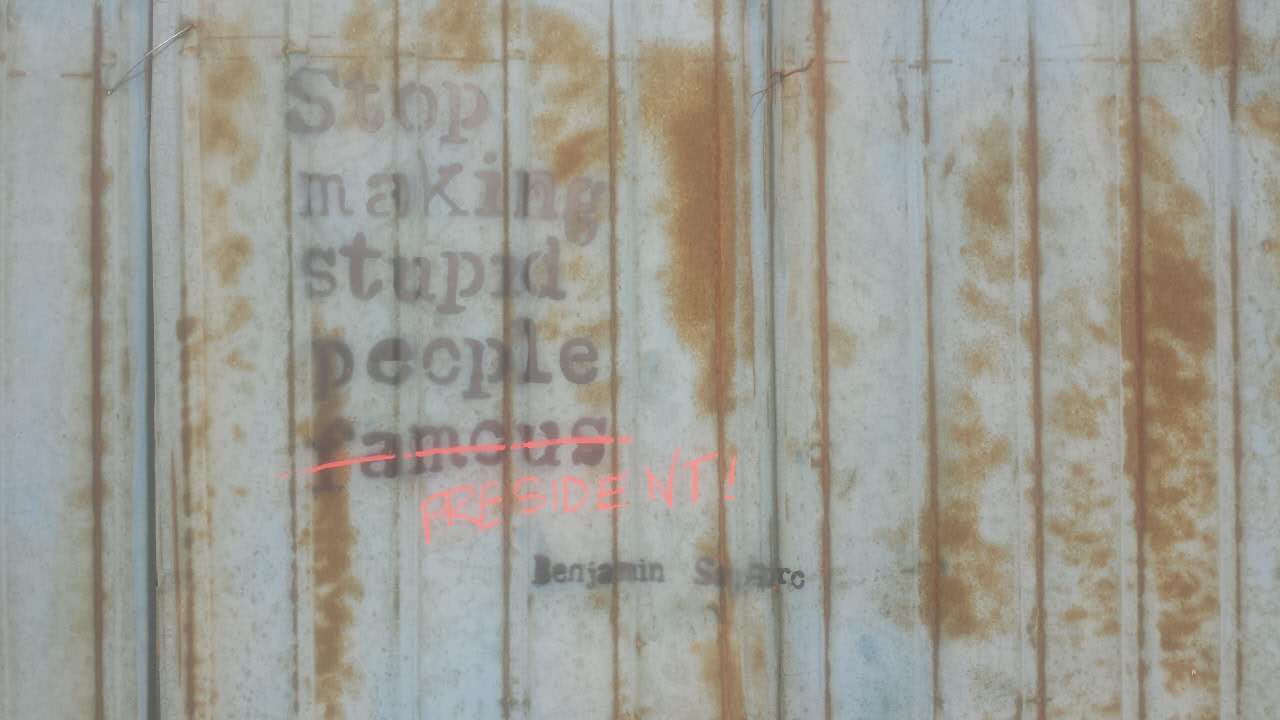 Stop
making
stupid
people
famous
PRESIDENT!
Benjamin